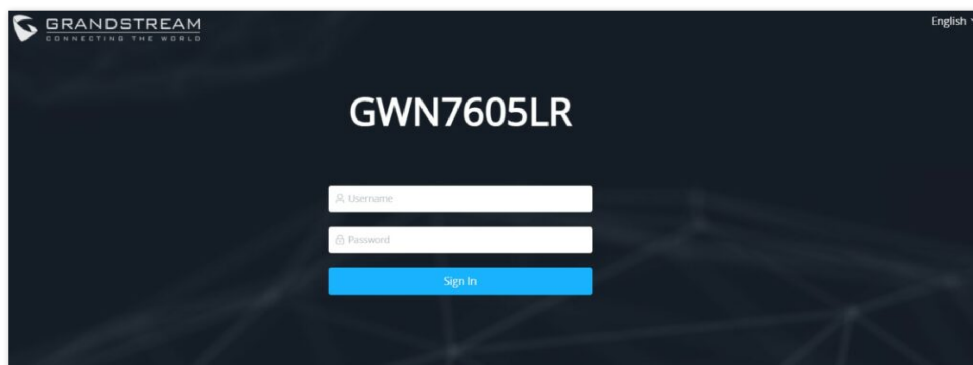 GRANDSTREAM
CONNECTING THE WORLD
English
GWN7605LR
Username
Password
Sign In